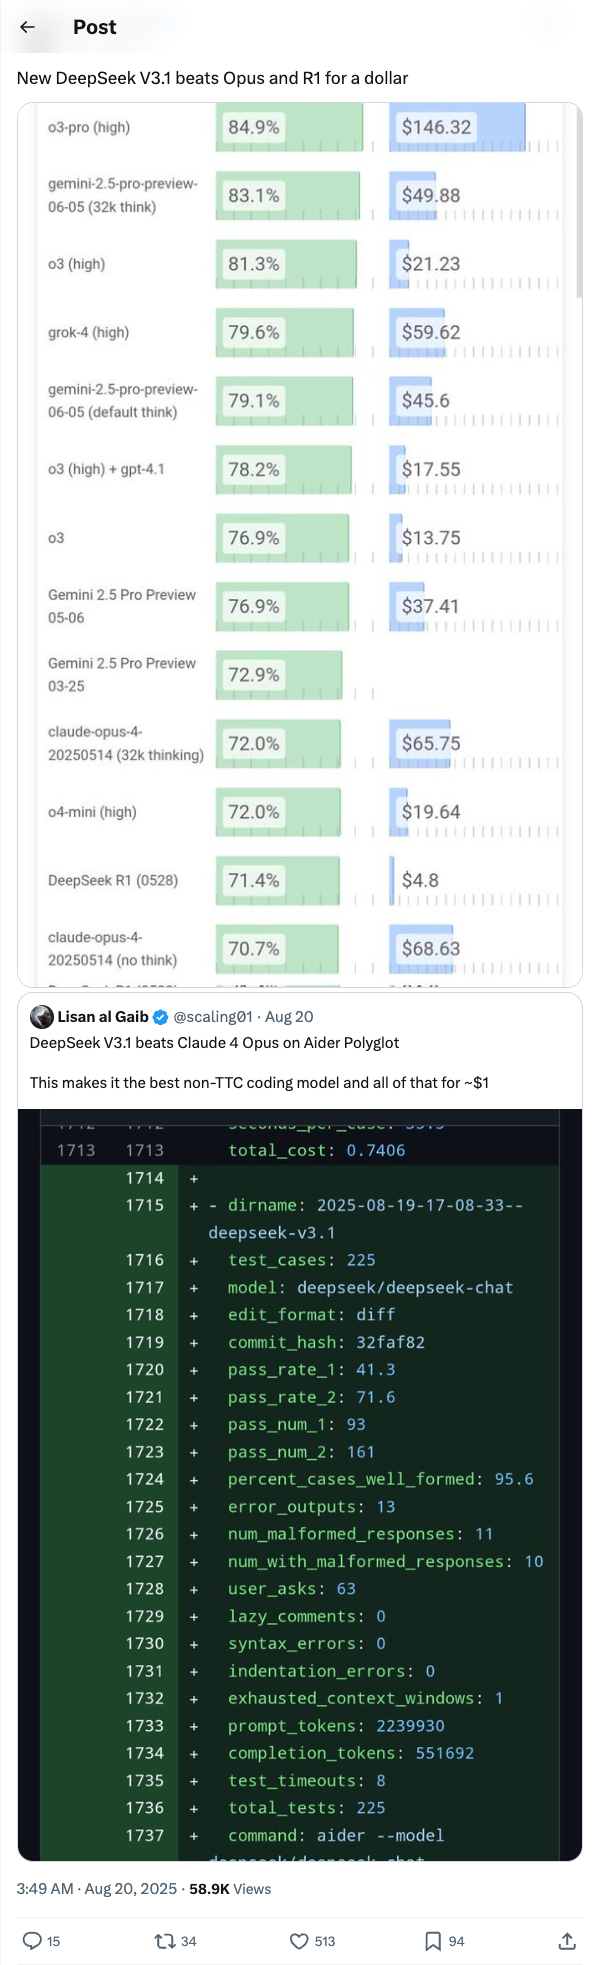 Post
New DeepSeek V3.1 beats Opus and R1 for a dollar
o3-pro (high) 84.9% $146.32
gemini-2.5-pro-preview-
06-05 (32k think) 83.1% $49.88
o3 (high) 81.3% $21.23
grok-4 (high) 79.6% $59.62
gemini-2.5-pro-preview-
06-05 (default think) 79.1% $45.6
o3 (high) + gpt-4.1 78.2% $17.55
o3 76.9% $13.75
Gemini 2.5 Pro Preview
05-06 76.9% $37.41
Gemini 2.5 Pro Preview
03-25 72.9%
claude-opus-4-
20250514 (32k thinking) 72.0% $65.75
o4-mini (high) 72.0% $19.64
DeepSeek R1 (0528) 71.4% $4.8
claude-opus-4-
20250514 (no think) 70.7% $68.63
Lisan al Gaib @scaling01 · Aug 20
DeepSeek V3.1 beats Claude 4 Opus on Aider Polyglot
This makes it the best non-TTC coding model and all of that for ~$1
1713 1713 total_cost: 0.7406
1714 +
1715 + - dirname: 2025-08-19-17-08-33--
deepseek-v3.1
1716 + test_cases: 225
1717 + model: deepseek/deepseek-chat
1718 + edit_format: diff
1719 + commit_hash: 32faf82
1720 + pass_rate_1: 41.3
1721 + pass_rate_2: 71.6
1722 + pass_num_1: 93
1723 + pass_num_2: 161
1724 + percent_cases_well_formed: 95.6
1725 + error_outputs: 13
1726 + num_malformed_responses: 11
1727 + num_with_malformed_responses: 10
1728 + user_asks: 63
1729 + lazy_comments: 0
1730 + syntax_errors: 0
1731 + indentation_errors: 0
1732 + exhausted_context_windows: 1
1733 + prompt_tokens: 2239930
1734 + completion_tokens: 551692
1735 + test_timeouts: 8
1736 + total_tests: 225
1737 + command: aider --model
3:49 AM · Aug 20, 2025 · 58.9K Views
15 34 513 94